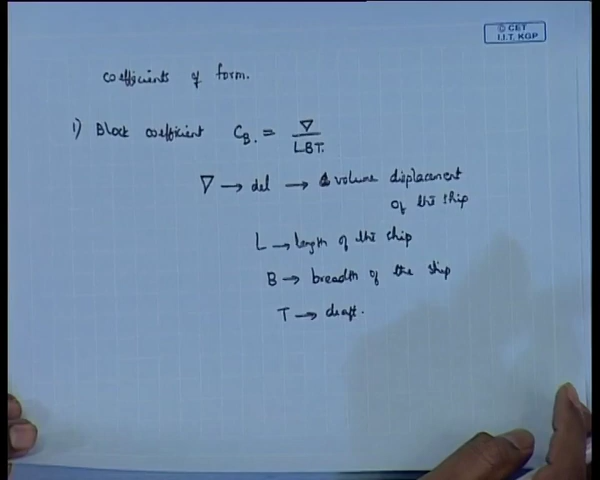 © CET
I.I.T. KGP
coefficients of form.
1) Block coefficient C_B. = ∇ / LBT.
∇ → del → volume displacement
of the ship
L → length of the ship
B → breadth of the ship
T → draft.